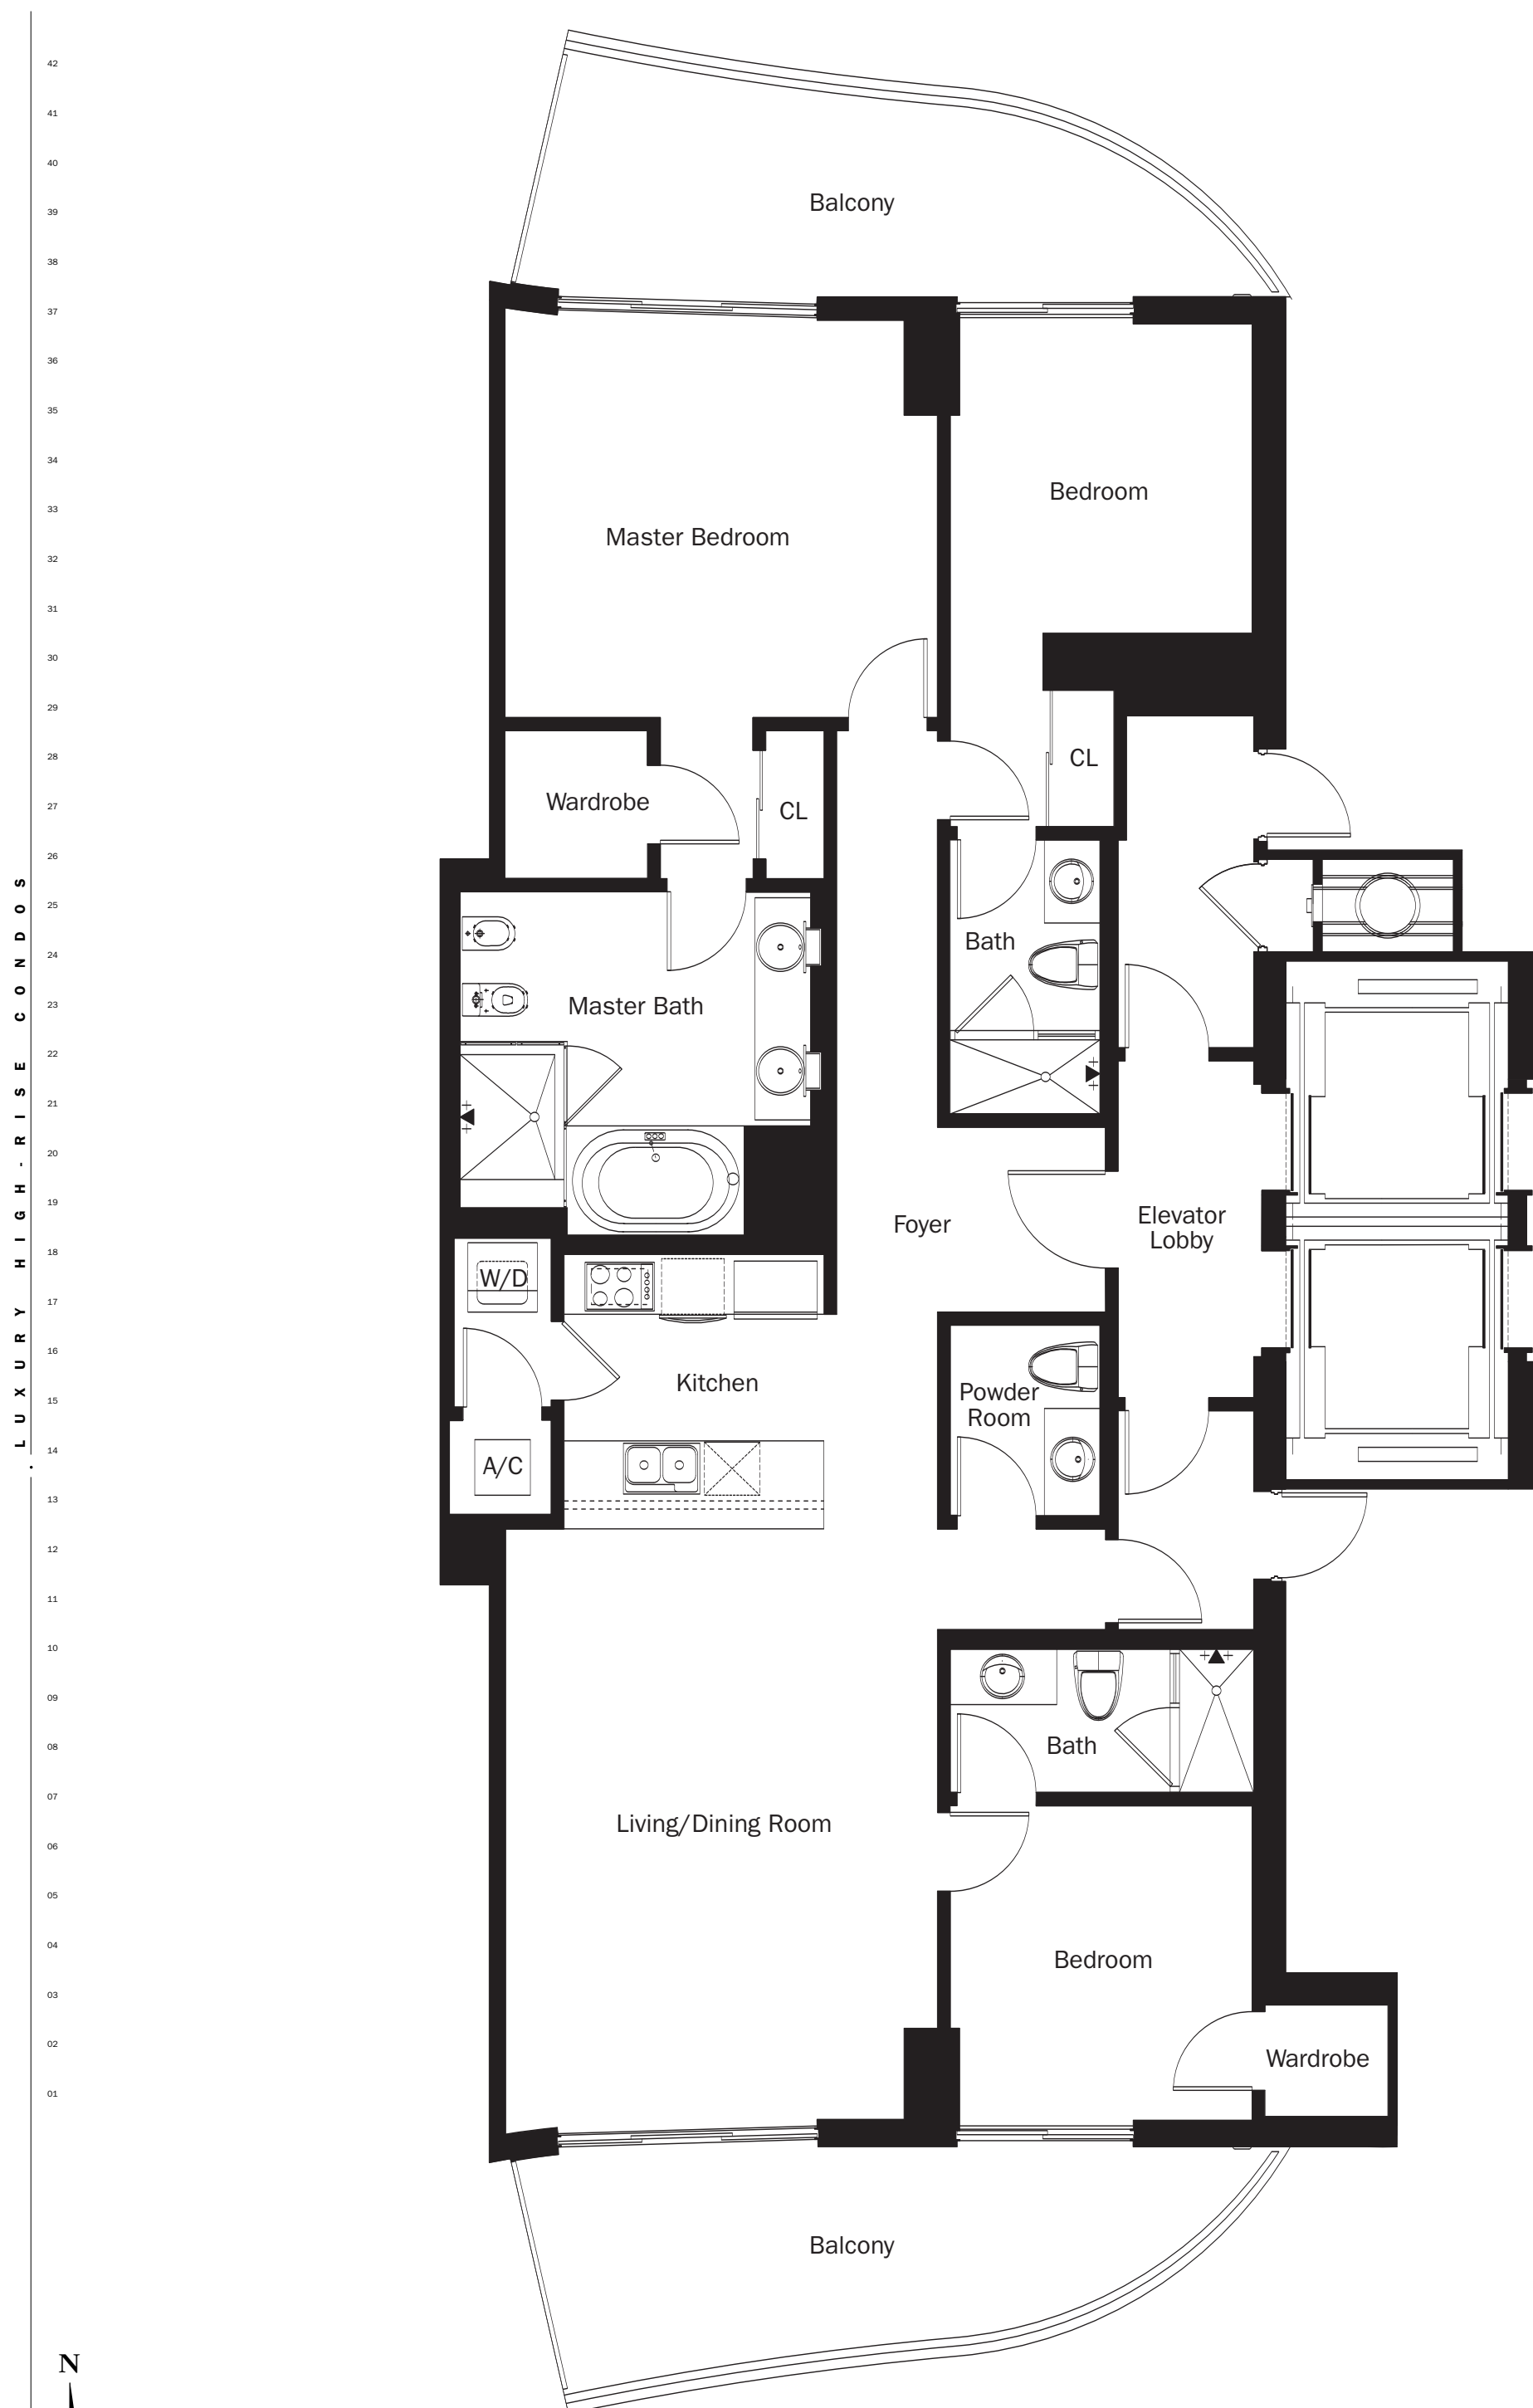 LUXURY HIGH-RISE CONDOS
42
41
40
39
38
37
36
35
34
33
32
31
30
29
28
27
26
25
24
23
22
21
20
19
18
17
16
15
14
13
12
11
10
09
08
07
06
05
04
03
02
01
N
Balcony
Bedroom
Master Bedroom
CL
Wardrobe
CL
Bath
Master Bath
Foyer
Elevator
Lobby
W/D
Kitchen
Powder
Room
A/C
Bath
Living/Dining Room
Bedroom
Wardrobe
Balcony